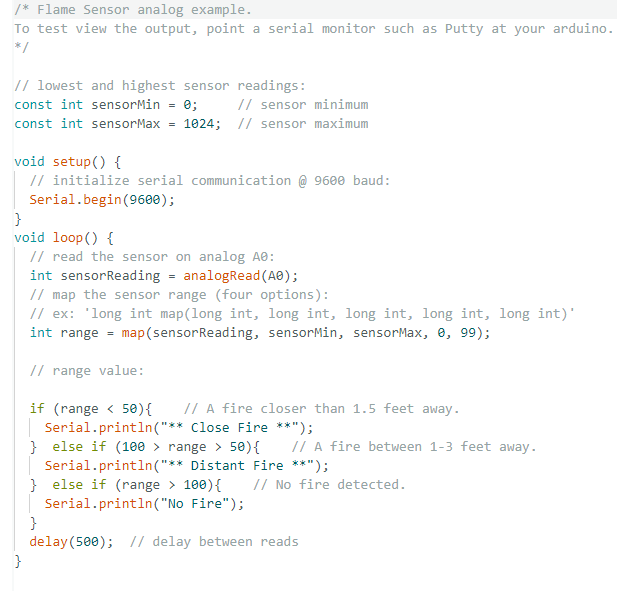 /* Flame Sensor analog example.
To test view the output, point a serial monitor such as Putty at your arduino.
*/
// lowest and highest sensor readings:
const int sensorMin = 0;     // sensor minimum
const int sensorMax = 1024;  // sensor maximum
void setup() {
  // initialize serial communication @ 9600 baud:
  Serial.begin(9600);
}
void loop() {
  // read the sensor on analog A0:
  int sensorReading = analogRead(A0);
  // map the sensor range (four options):
  // ex: 'long int map(long int, long int, long int, long int, long int)'
  int range = map(sensorReading, sensorMin, sensorMax, 0, 99);
  // range value:
  if (range < 50){    // A fire closer than 1.5 feet away.
    Serial.println("** Close Fire **");
  }  else if (100 > range > 50){    // A fire between 1-3 feet away.
    Serial.println("** Distant Fire **");
  }  else if (range > 100){    // No fire detected.
    Serial.println("No Fire");
  }
  delay(500);  // delay between reads
}